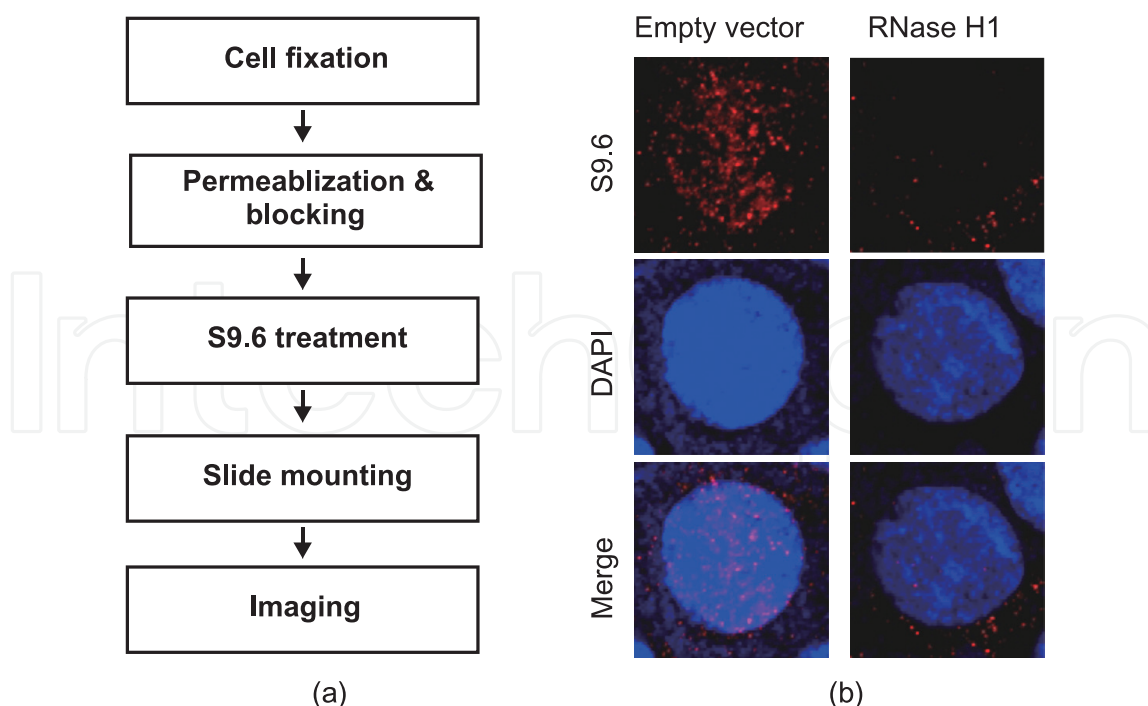 Cell fixation
Permeablization &
blocking
S9.6 treatment
Slide mounting
Imaging
(a)
Empty vector
RNase H1
S9.6
DAPI
Merge
(b)